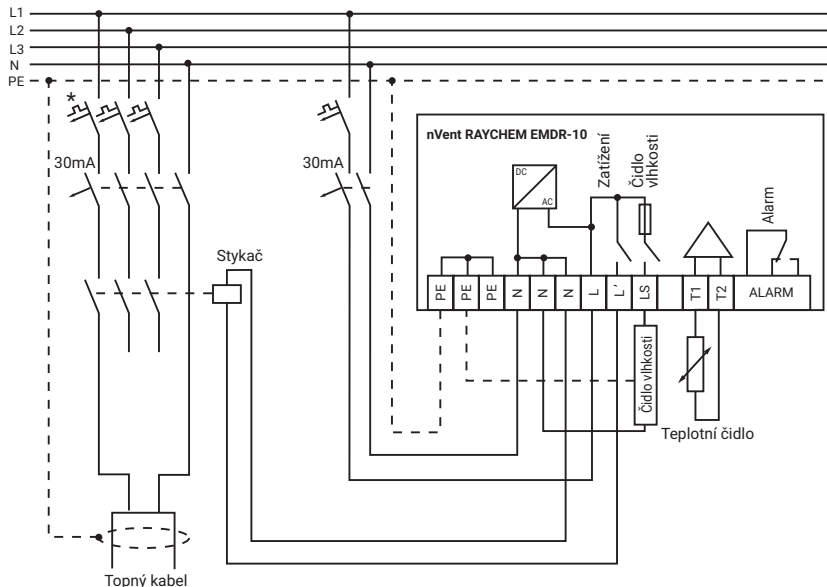 L1
L2
L3
N
PE
*
30mA
30mA
nVent RAYCHEM EMDR-10
Zatížení
Čidlo
vlhkosti
DC
AC
Alarm
Stykač
PE
PE
PE
N
N
N
L
L'
LS
T1
T2
ALARM
Čidlo vlhkosti
Teplotní čidlo
Topný kabel